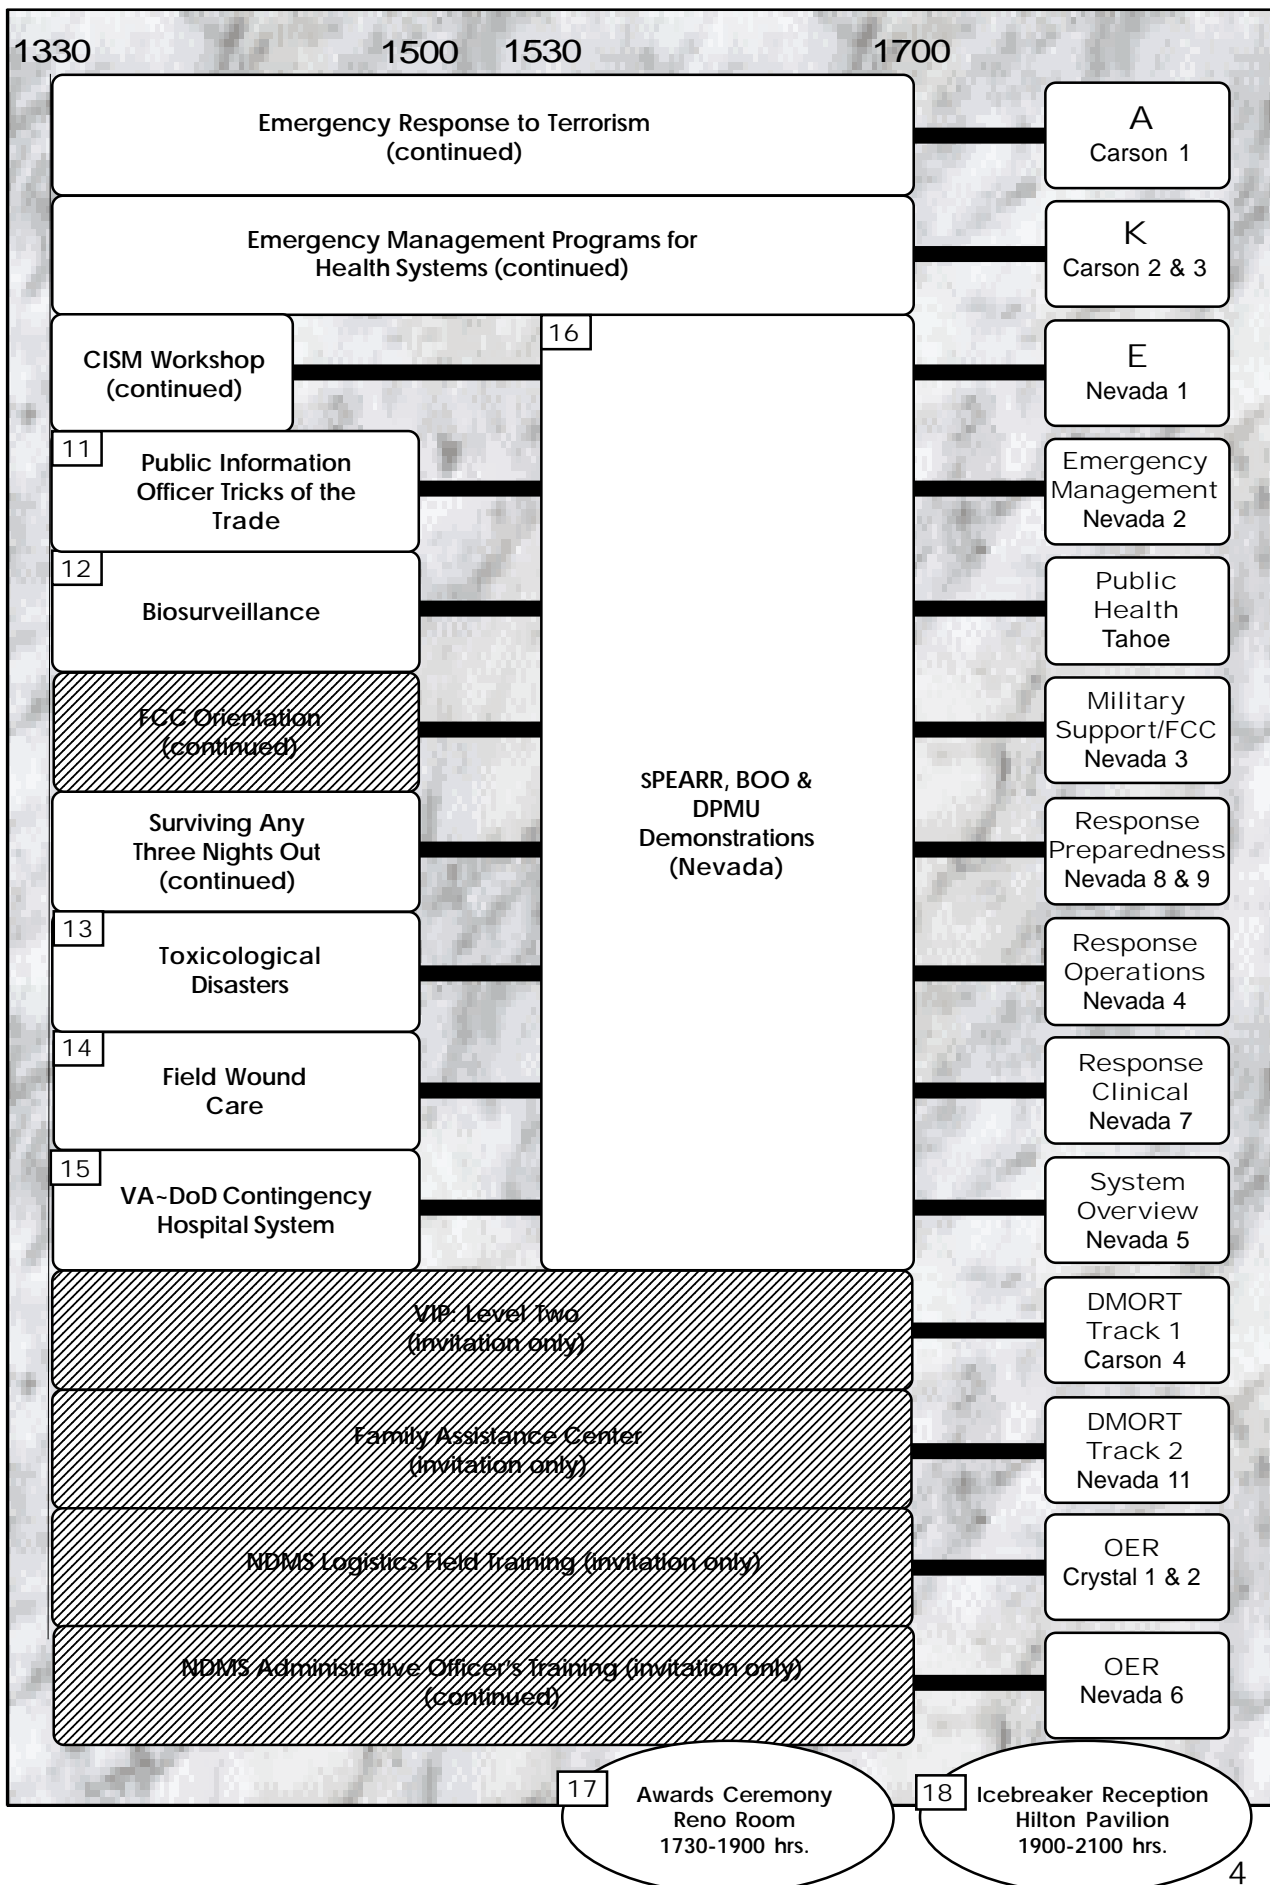 1330 1500 1530 1700
Emergency Response to Terrorism
(continued)
A
Carson 1
Emergency Management Programs for
Health Systems (continued)
K
Carson 2 & 3
CISM Workshop
(continued)
16
sPEARR, BOO &
DPMU
Demonstrations
(Nevada)
E
Nevada 1
11
Public Information
Officer Tricks of the
Trade
Emergency
Management
Nevada 2
12
Biosurveillance
Public
Health
Tahoe
FCC Orientation
(continued)
Military
Support/FCC
Nevada 3
Surviving Any
Three Nights Out
(continued)
Response
Preparedness
Nevada 8 & 9
13
Toxicological
Disasters
Response
Operations
Nevada 4
14
Field Wound
Care
Response
Clinical
Nevada 7
15
VA~DoD Contingency
Hospital System
System
Overview
Nevada 5
VIP: Level Two
(invitation only)
DMORT
Track 1
Carson 4
Family Assistance Center
(invitation only)
DMORT
Track 2
Nevada 11
NDMS Logistics Field Training (invitation only)
OER
Crystal 1 & 2
NDMS Administrative Officer's Training (invitation only)
(continued)
OER
Nevada 6
17
Awards Ceremony
Reno Room
1730-1900 hrs.
18
Icebreaker Reception
Hilton Pavilion
1900-2100 hrs.
4